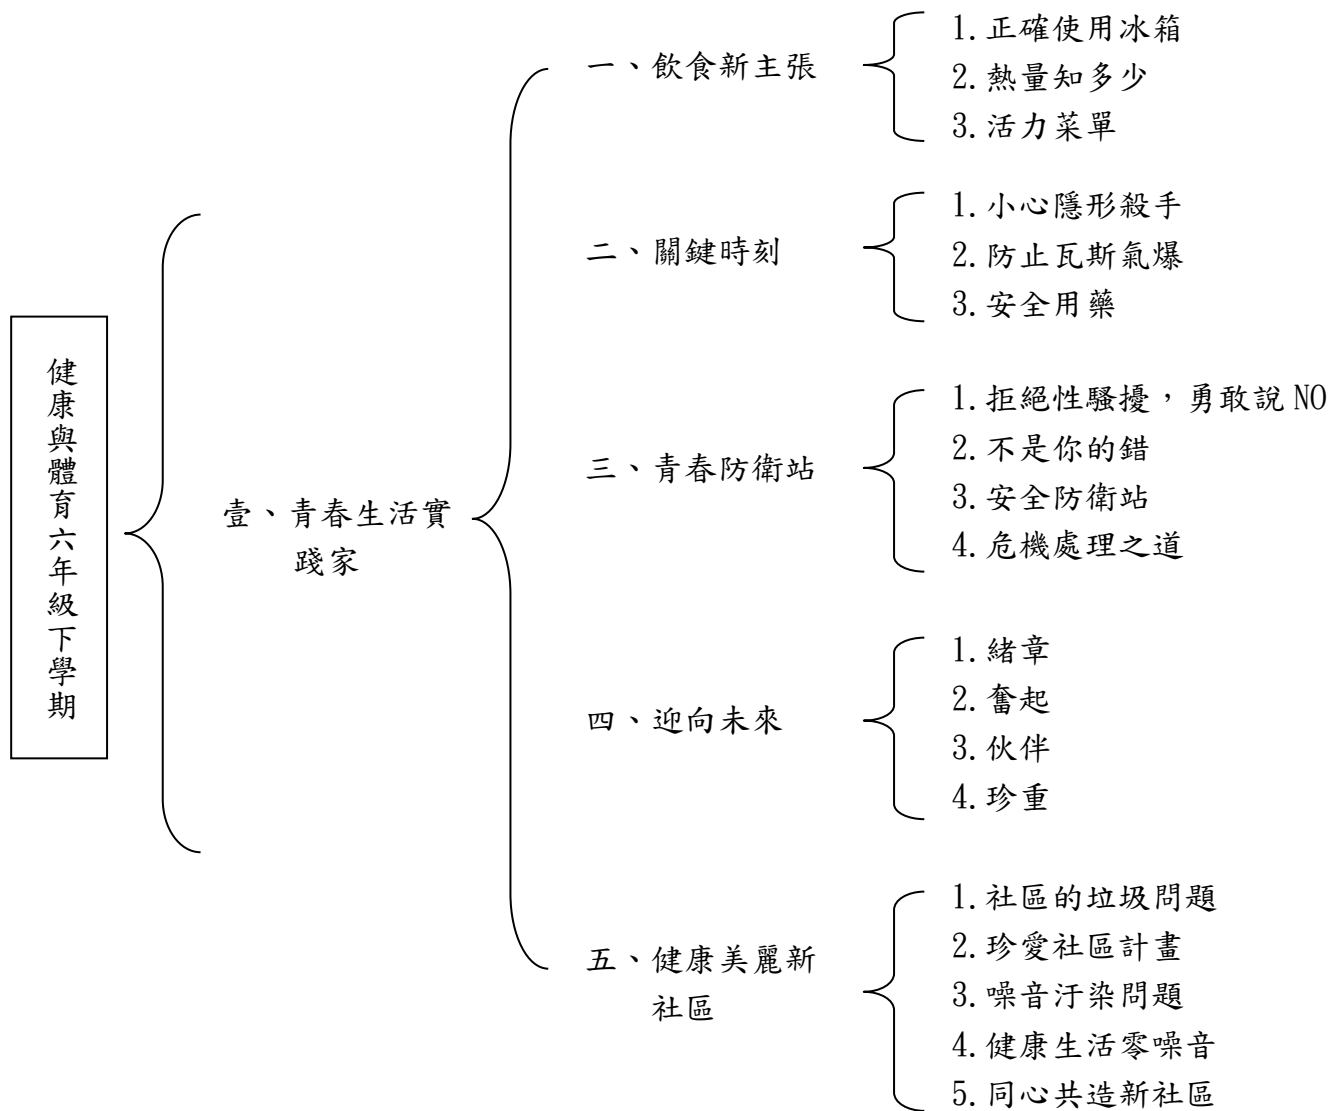 健康與體育六年級下學期
壹、青春生活實
踐家
一、飲食新主張
1.正確使用冰箱
2.熱量知多少
3.活力菜單
二、關鍵時刻
1.小心隱形殺手
2.防止瓦斯氣爆
3.安全用藥
三、青春防衛站
1.拒絕性騷擾，勇敢說 NO
2.不是你的錯
3.安全防衛站
4.危機處理之道
四、迎向未來
1.緒章
2.奮起
3.伙伴
4.珍重
五、健康美麗新
社區
1.社區的垃圾問題
2.珍愛社區計畫
3.噪音汙染問題
4.健康生活零噪音
5.同心共造新社區